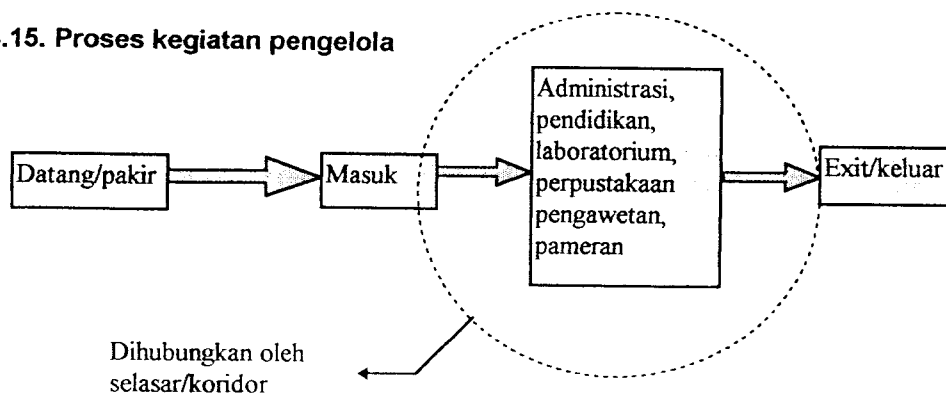 .15. Proses kegiatan pengelola
Datang/pakir
Masuk
Administrasi,
pendidikan,
laboratorium,
perpustakaan
pengawetan,
pameran
Exit/keluar
Dihubungkan oleh
selasar/koridor